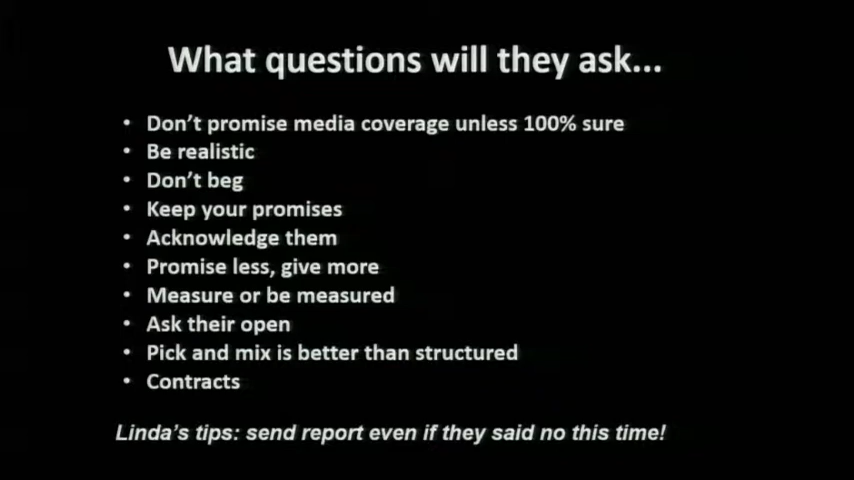 What questions will they ask...
• Don't promise media coverage unless 100% sure
• Be realistic
• Don't beg
• Keep your promises
• Acknowledge them
• Promise less, give more
• Measure or be measured
• Ask their open
• Pick and mix is better than structured
• Contracts
Linda's tips: send report even if they said no this time!